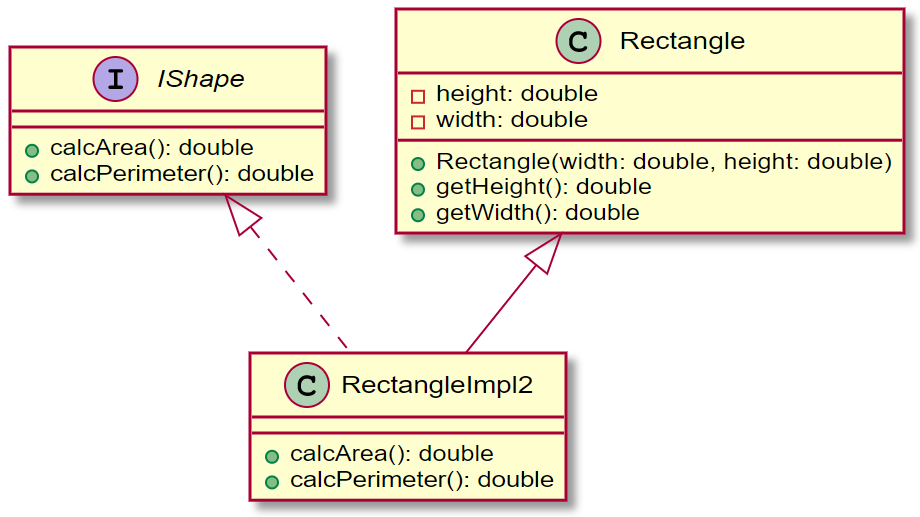 I IShape
calcArea(): double
calcPerimeter(): double
C Rectangle
height: double
width: double
Rectangle(width: double, height: double)
getHeight(): double
getWidth(): double
C RectangleImpl2
calcArea(): double
calcPerimeter(): double